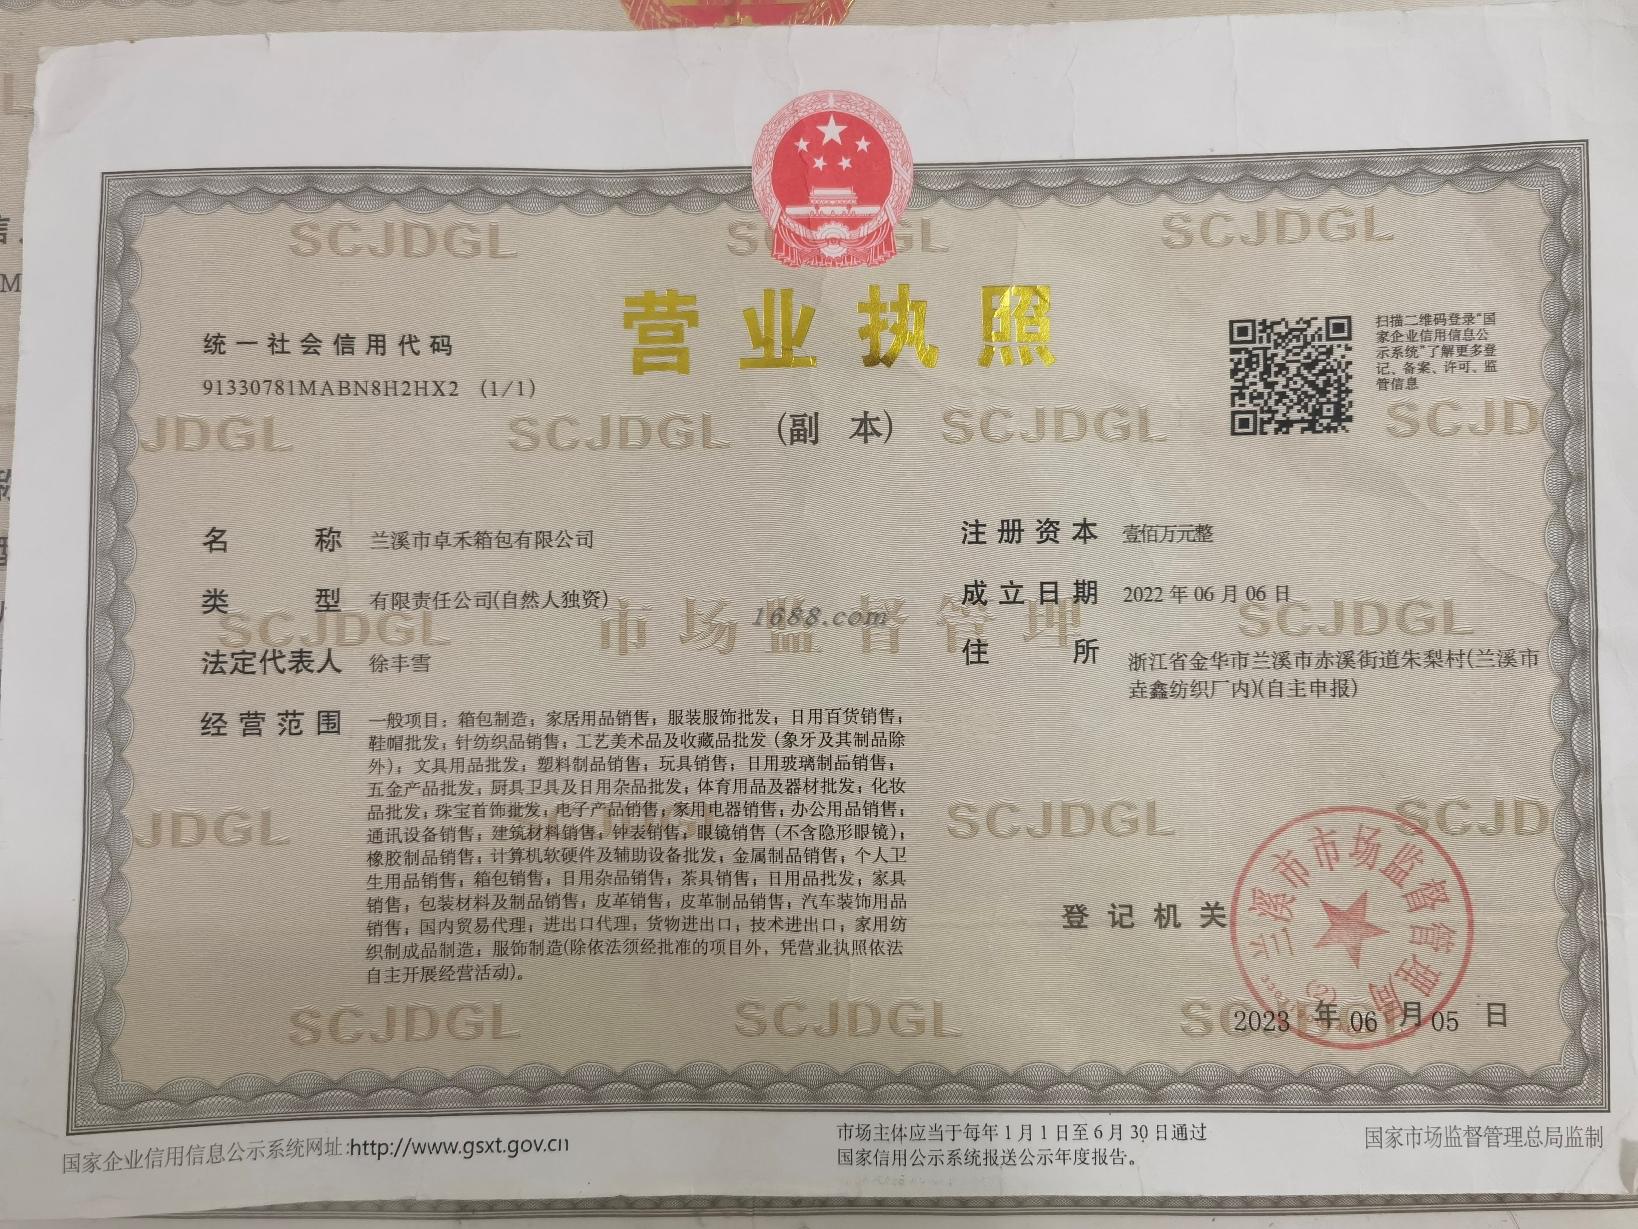 营业执照
(副 本)
统一社会信用代码
91330781MABN8H2HX2 (1/1)
扫描二维码登录“国
家企业信用信息公
示系统”了解更多登
记、备案、许可、监
管信息
名 称 兰溪市卓禾箱包有限公司
类 型 有限责任公司(自然人独资)
法定代表人 徐丰雪
经营范围 一般项目：箱包制造；家居用品销售；服装服饰批发；日用百货销售；
鞋帽批发；针纺织品销售；工艺美术品及收藏品批发（象牙及其制品除
外）；文具用品批发；塑料制品销售；玩具销售；日用玻璃制品销售；
五金产品批发；厨具卫具及日用杂品批发；体育用品及器材批发；化妆
品批发；珠宝首饰批发；电子产品销售；家用电器销售；办公用品销售；
通讯设备销售；建筑材料销售；钟表销售；眼镜销售（不含隐形眼镜）；
橡胶制品销售；计算机软硬件及辅助设备批发；金属制品销售；个人卫
生用品销售；箱包销售；日用杂品销售；茶具销售；日用品批发；家具
销售；包装材料及制品销售；皮革销售；皮革制品销售；汽车装饰用品
销售；国内贸易代理；进出口代理；货物进出口；技术进出口；家用纺
织制成品制造；服饰制造(除依法须经批准的项目外，凭营业执照依法
自主开展经营活动)。
注册资本 壹佰万元整
成立日期 2022 年 06 月 06 日
住 所 浙江省金华市兰溪市赤溪街道朱梨村(兰溪市
垚鑫纺织厂内)(自主申报)
登记机关
兰溪市市场监督管理局
(2)
2023 年 06 月 05 日
SCJDGL
SCJDGL
SCJDGL
JDGL
SCJDGL
SCJDGL
SCJD
SCJDGL
市场监督管理
SCJDGL
1688.com
JDGL
SCJDGL
SCJD
SCJDGL
SCJDGL
国家企业信用信息公示系统网址:http://www.gsxt.gov.cn
市场主体应当于每年 1 月 1 日至 6 月 30 日通过
国家信用公示系统报送公示年度报告。
国家市场监督管理总局监制